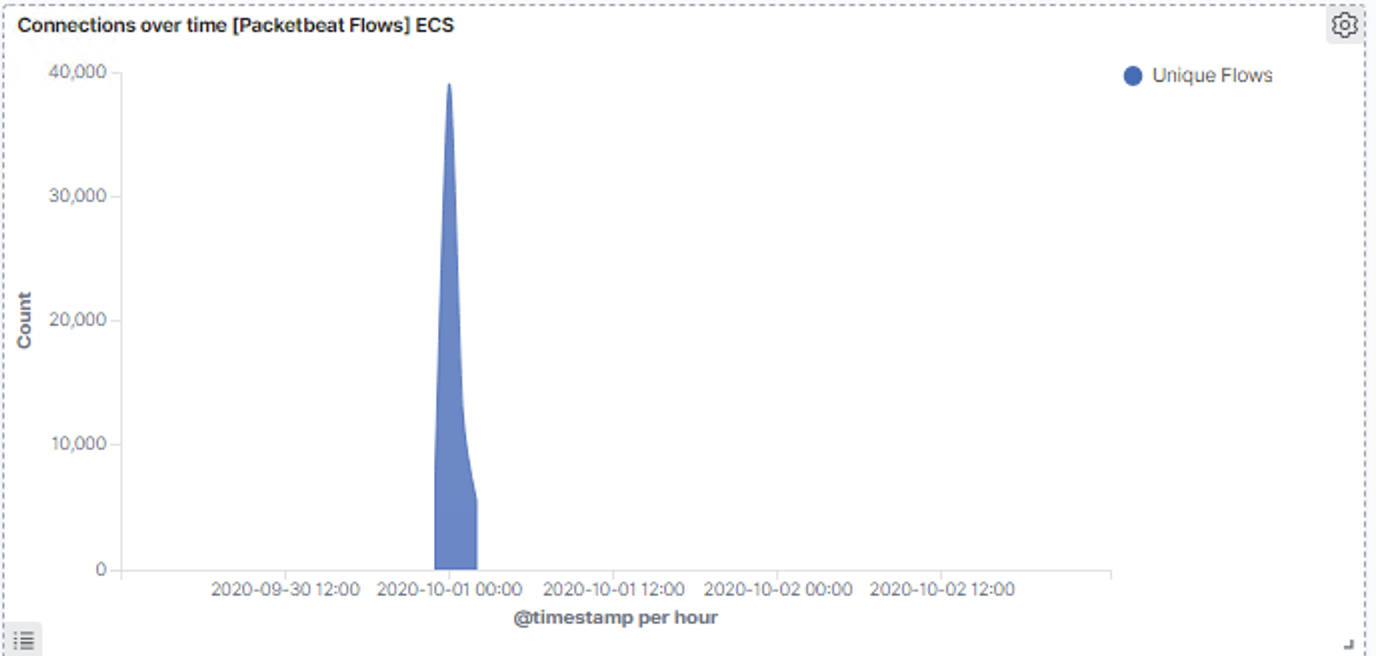 Connections over time [Packetbeat Flows] ECS
40,000
30,000
20,000
10,000
0
Count
Unique Flows
2020-09-30 12:00 2020-10-01 00:00 2020-10-01 12:00 2020-10-02 00:00 2020-10-02 12:00
@timestamp per hour